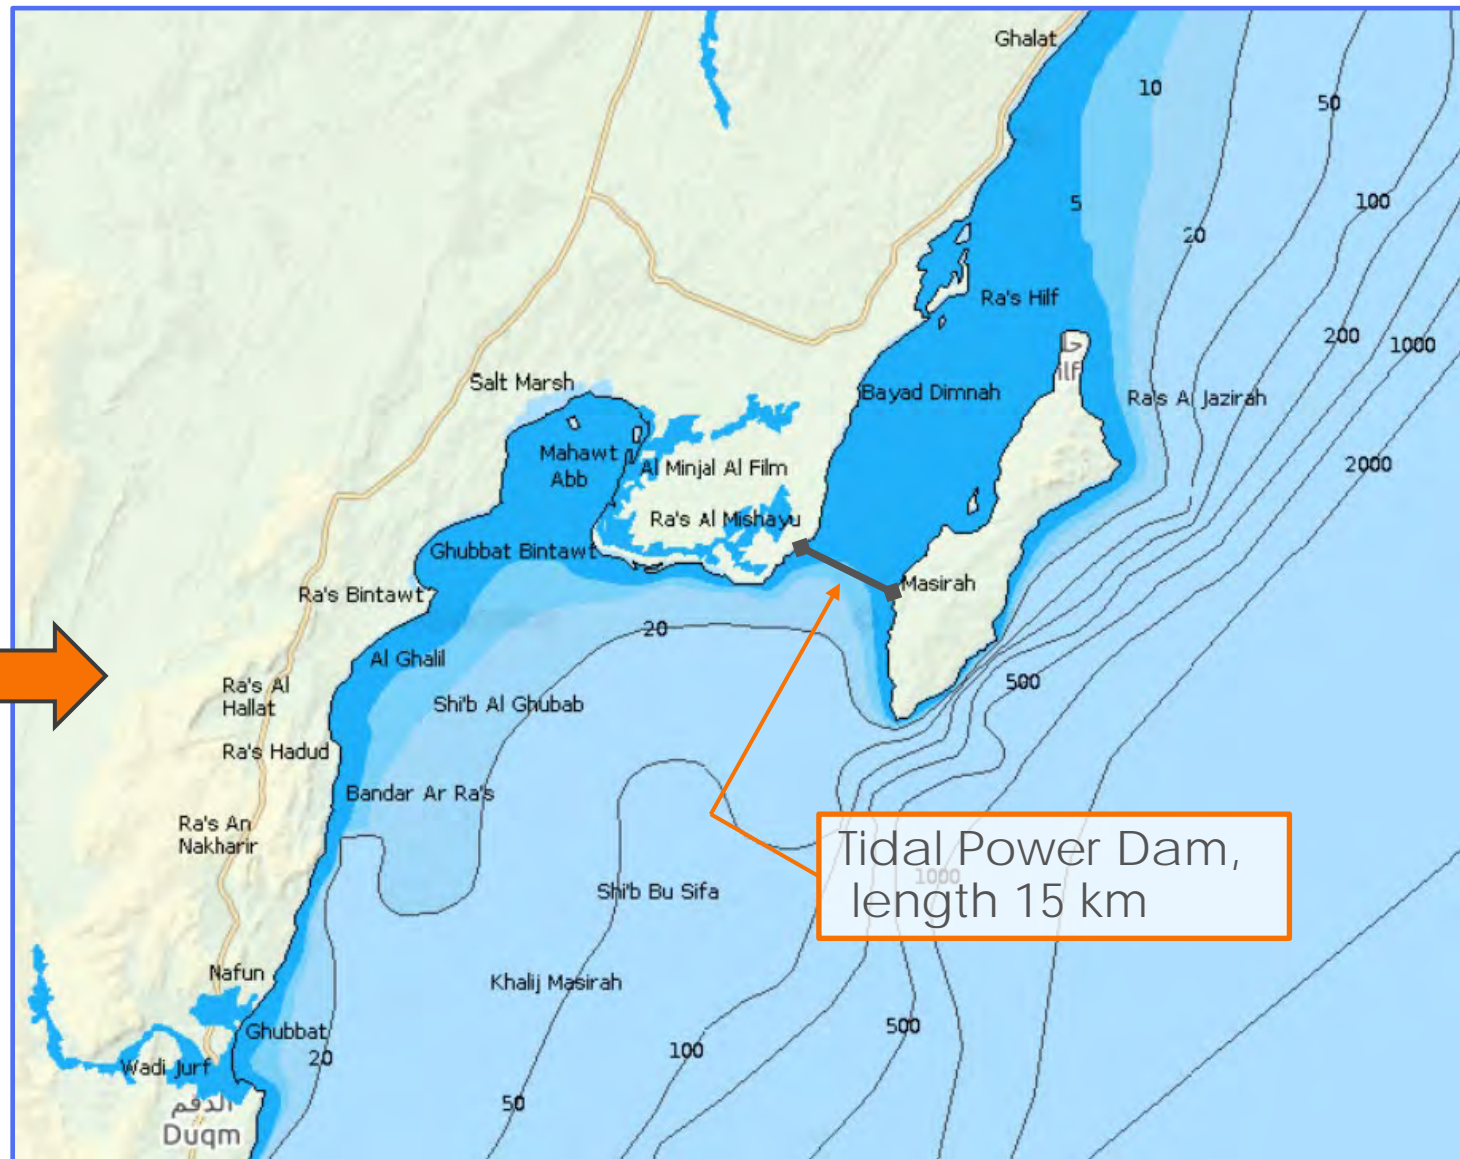 Ghalat
10
50
5
100
20
Ra's Hilf
200
1000
حل
ilf
Salt Marsh
Bayad Dimnah
Ra's Al Jazirah
Mahawt
Abb
Al Minjal Al Film
2000
Ra's Al Mishayu
Ghubbat Bintawt
Masirah
Ra's Bintawt
20
Al Ghalil
Ra's Al
Hallat
500
Shi'b Al Ghubab
Ra's Hadud
Bandar Ar Ra's
Ra's An
Nakharir
Tidal Power Dam,
length 15 km
1000
Shi'b Bu Sifa
Nafun
Khalij Masirah
Ghubbat
500
20
100
Wadi Jurf
50
الدقم
Duqm